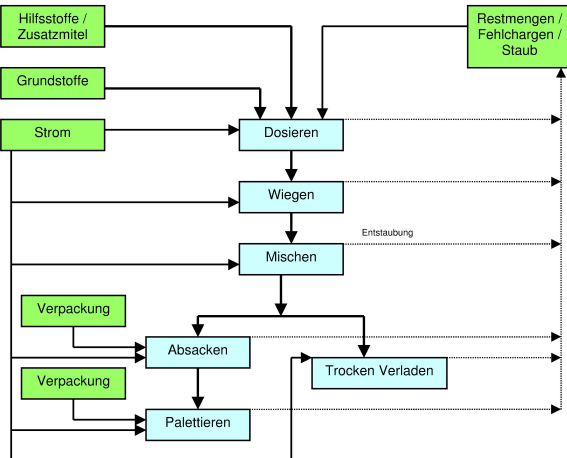 Hilfsstoffe /
Zusatzmitel
Restmengen /
Fehlchargen /
Staub
Grundstoffe
Strom
Dosieren
Wiegen
Entstaubung
Mischen
Verpackung
Absacken
Trocken Verladen
Verpackung
Palettieren